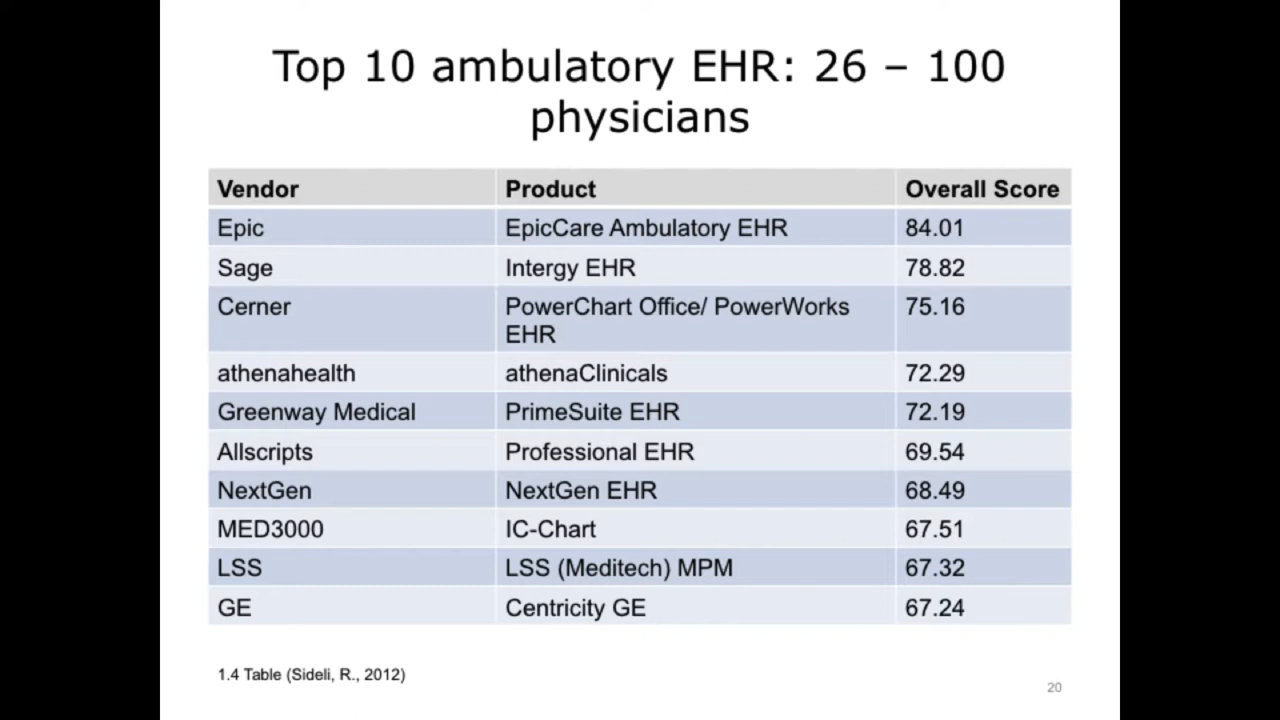 Top 10 ambulatory EHR: 26 – 100
physicians
Vendor Product Overall Score
Epic EpicCare Ambulatory EHR 84.01
Sage Intergy EHR 78.82
Cerner PowerChart Office/ PowerWorks 75.16
EHR
athenahealth athenaClinicals 72.29
Greenway Medical PrimeSuite EHR 72.19
Allscripts Professional EHR 69.54
NextGen NextGen EHR 68.49
MED3000 IC-Chart 67.51
LSS LSS (Meditech) MPM 67.32
GE Centricity GE 67.24
1.4 Table (Sideli, R., 2012)
20